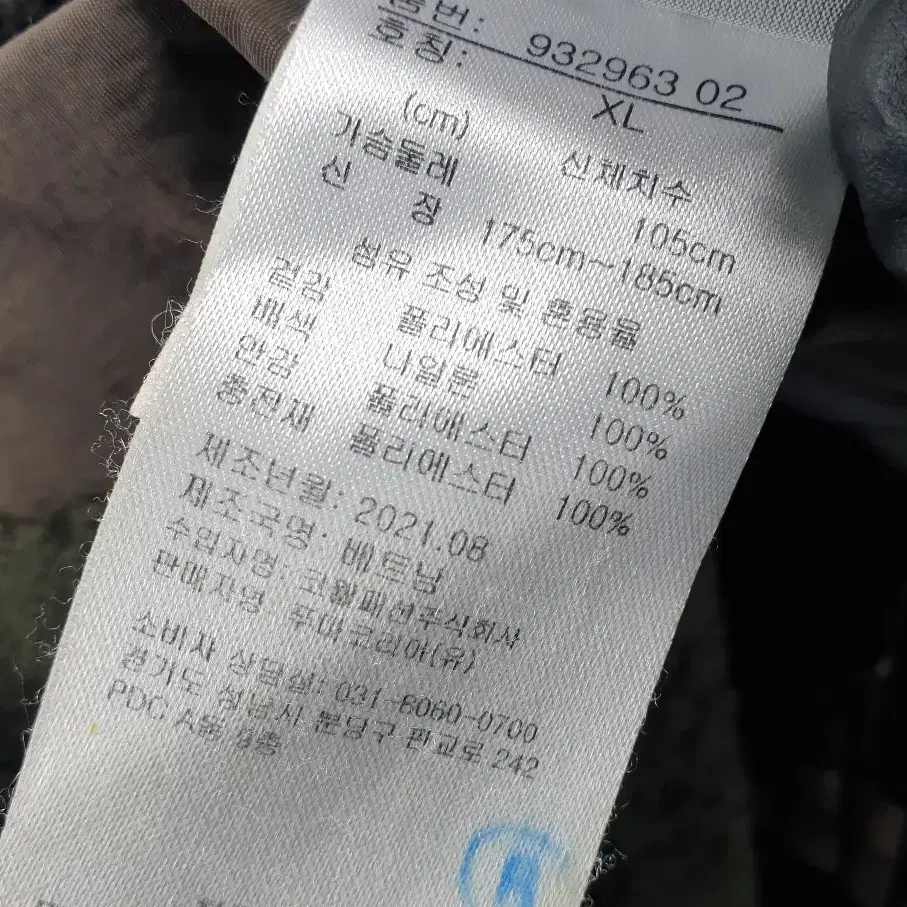 품번: 932963 02
호칭: XL
(cm) 신체치수
가슴둘레 105cm
신 장 175cm~185cm
섬유 조성 및 혼용률
겉감 폴리에스터 100%
배색 나일론 100%
안감 폴리에스터 100%
충전재 폴리에스터 100%
제조년월: 2021.08
제조국명: 베트남
수입자명: 코웰패션주식회사
판매자명: 푸마코리아(유)
소비자 상담실: 031-8060-0700
경기도 성남시 분당구 판교로 242
PDC A동 9층